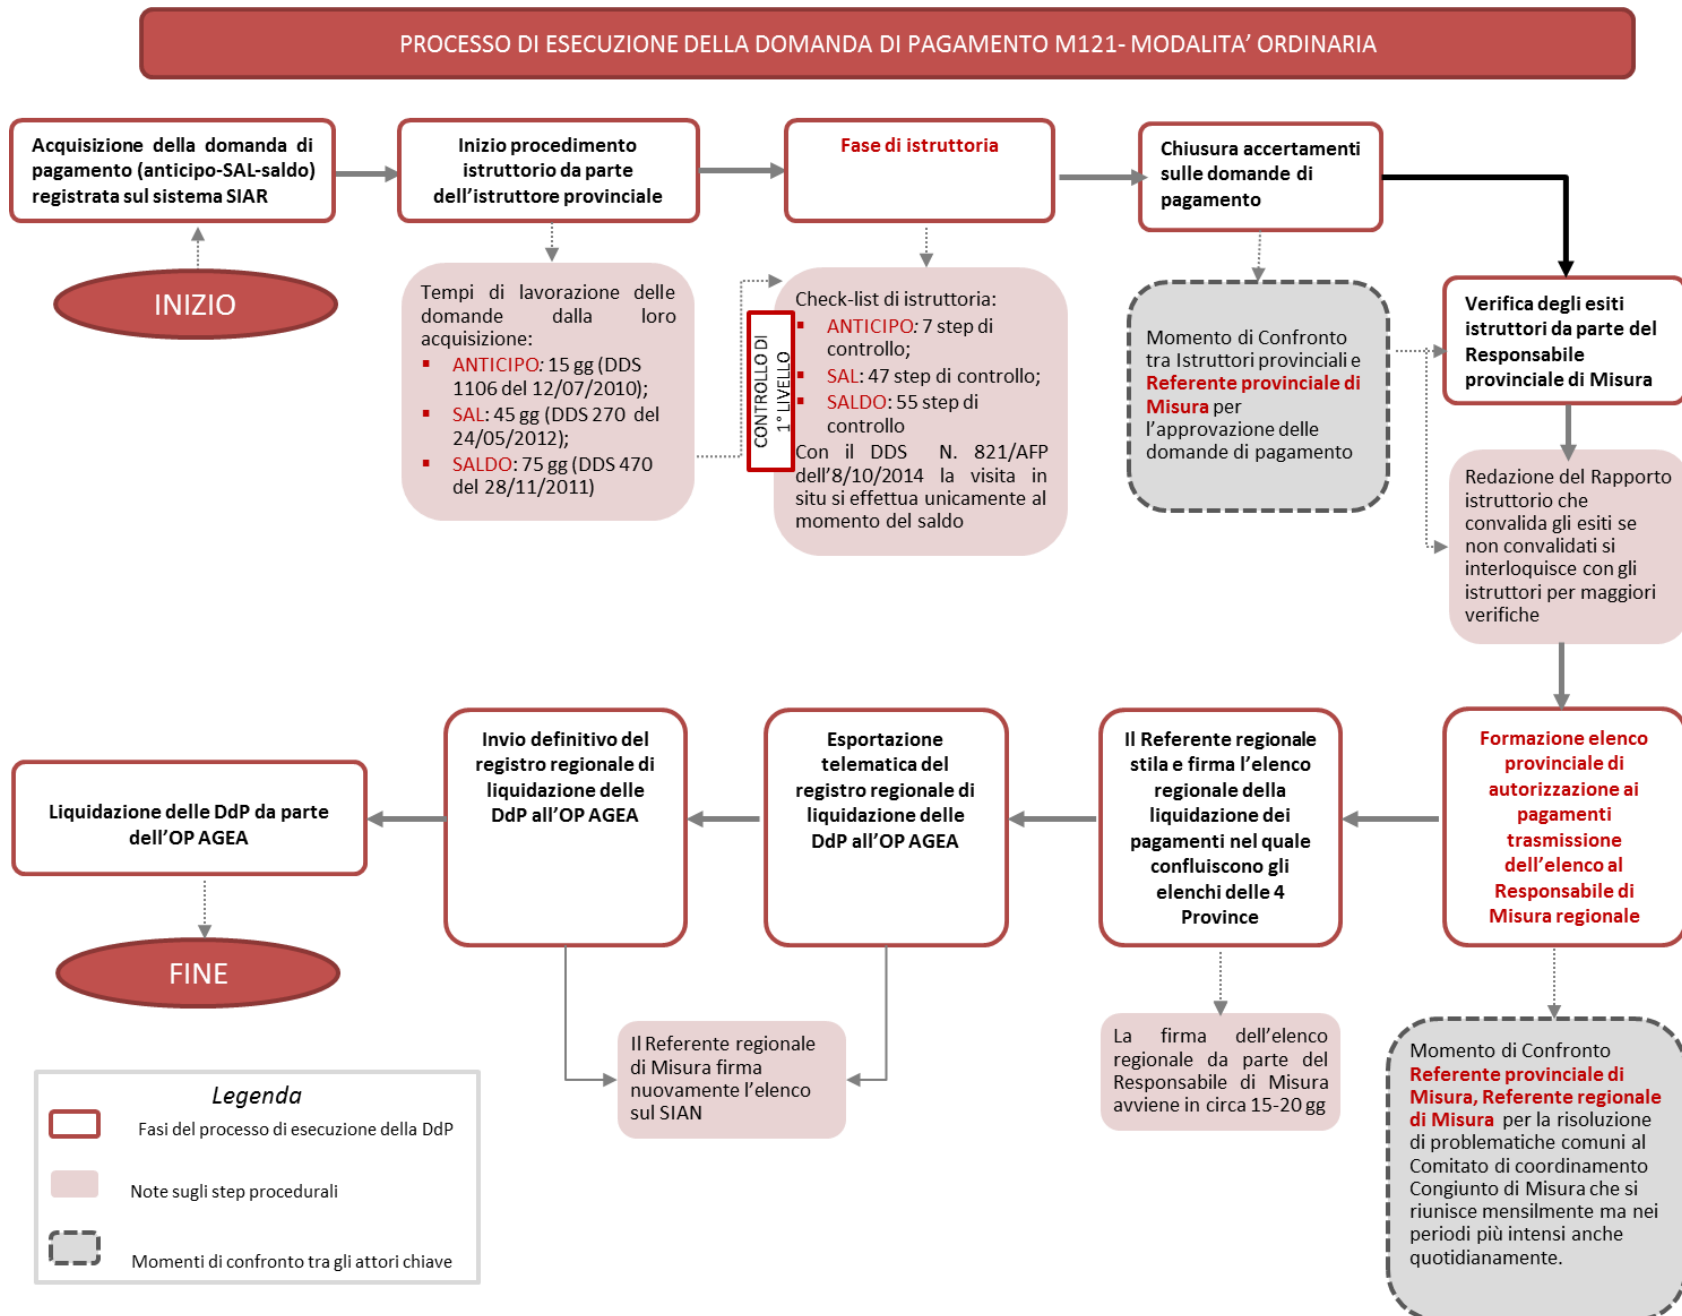 PROCESSO DI ESECUZIONE DELLA DOMANDA DI PAGAMENTO M121- MODALITA’ ORDINARIA
Acquisizione della domanda di
pagamento (anticipo-SAL-saldo)
registrata sul sistema SIAR
Inizio procedimento
istruttorio da parte
dell’istruttore provinciale
Fase di istruttoria
Chiusura accertamenti
sulle domande di
pagamento
INIZIO
Tempi di lavorazione delle
domande dalla loro
acquisizione:
▪ ANTICIPO: 15 gg (DDS
1106 del 12/07/2010);
▪ SAL: 45 gg (DDS 270 del
24/05/2012);
▪ SALDO: 75 gg (DDS 470
del 28/11/2011)
CONTROLLO DI
1° LIVELLO
Check-list di istruttoria:
▪ ANTICIPO: 7 step di
controllo;
▪ SAL: 47 step di controllo;
▪ SALDO: 55 step di
controllo
Con il DDS N. 821/AFP
dell’8/10/2014 la visita in
situ si effettua unicamente al
momento del saldo
Momento di Confronto
tra Istruttori provinciali e
Referente provinciale di
Misura per
l’approvazione delle
domande di pagamento
Verifica degli esiti
istruttori da parte del
Responsabile
provinciale di Misura
Redazione del Rapporto
istruttorio che
convalida gli esiti se
non convalidati si
interloquisce con gli
istruttori per maggiori
verifiche
Formazione elenco
provinciale di
autorizzazione ai
pagamenti
trasmissione
dell’elenco al
Responsabile di
Misura regionale
Il Referente regionale
stila e firma l’elenco
regionale della
liquidazione dei
pagamenti nel quale
confluiscono gli
elenchi delle 4
Province
Esportazione
telematica del
registro regionale di
liquidazione delle
DdP all’OP AGEA
Invio definitivo del
registro regionale di
liquidazione delle
DdP all’OP AGEA
Liquidazione delle DdP da parte
dell’OP AGEA
FINE
Il Referente regionale
di Misura firma
nuovamente l’elenco
sul SIAN
La firma dell’elenco
regionale da parte del
Responsabile di Misura
avviene in circa 15-20 gg
Momento di Confronto
Referente provinciale di
Misura, Referente regionale
di Misura per la risoluzione
di problematiche comuni al
Comitato di coordinamento
Congiunto di Misura che si
riunisce mensilmente ma nei
periodi più intensi anche
quotidianamente.
Legenda
Fasi del processo di esecuzione della DdP
Note sugli step procedurali
Momenti di confronto tra gli attori chiave